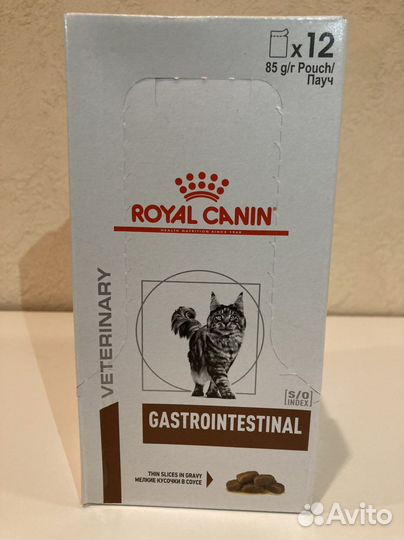 x12
85 g/г Pouch/
Пауч
ROYAL CANIN
HEALTH NUTRITION SINCE 1968
VETERINARY
S/O
INDEX
GASTROINTESTINAL
THIN SLICES IN GRAVY
МЕЛКИЕ КУСОЧКИ В СОУСЕ
Avito